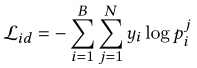 $\mathcal{L}_{id} = -\sum_{i=1}^{B} \sum_{j=1}^{N} y_i \log p_i^j$